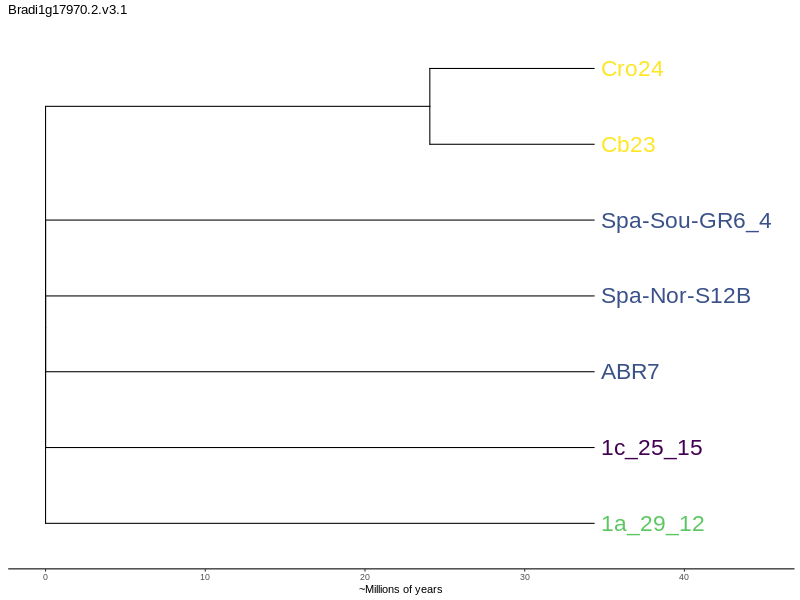 Bradi1g17970.2.v3.1
Cro24
Cb23
Spa-Sou-GR6_4
Spa-Nor-S12B
ABR7
1c_25_15
1a_29_12
0 10 20 30 40
~Millions of years